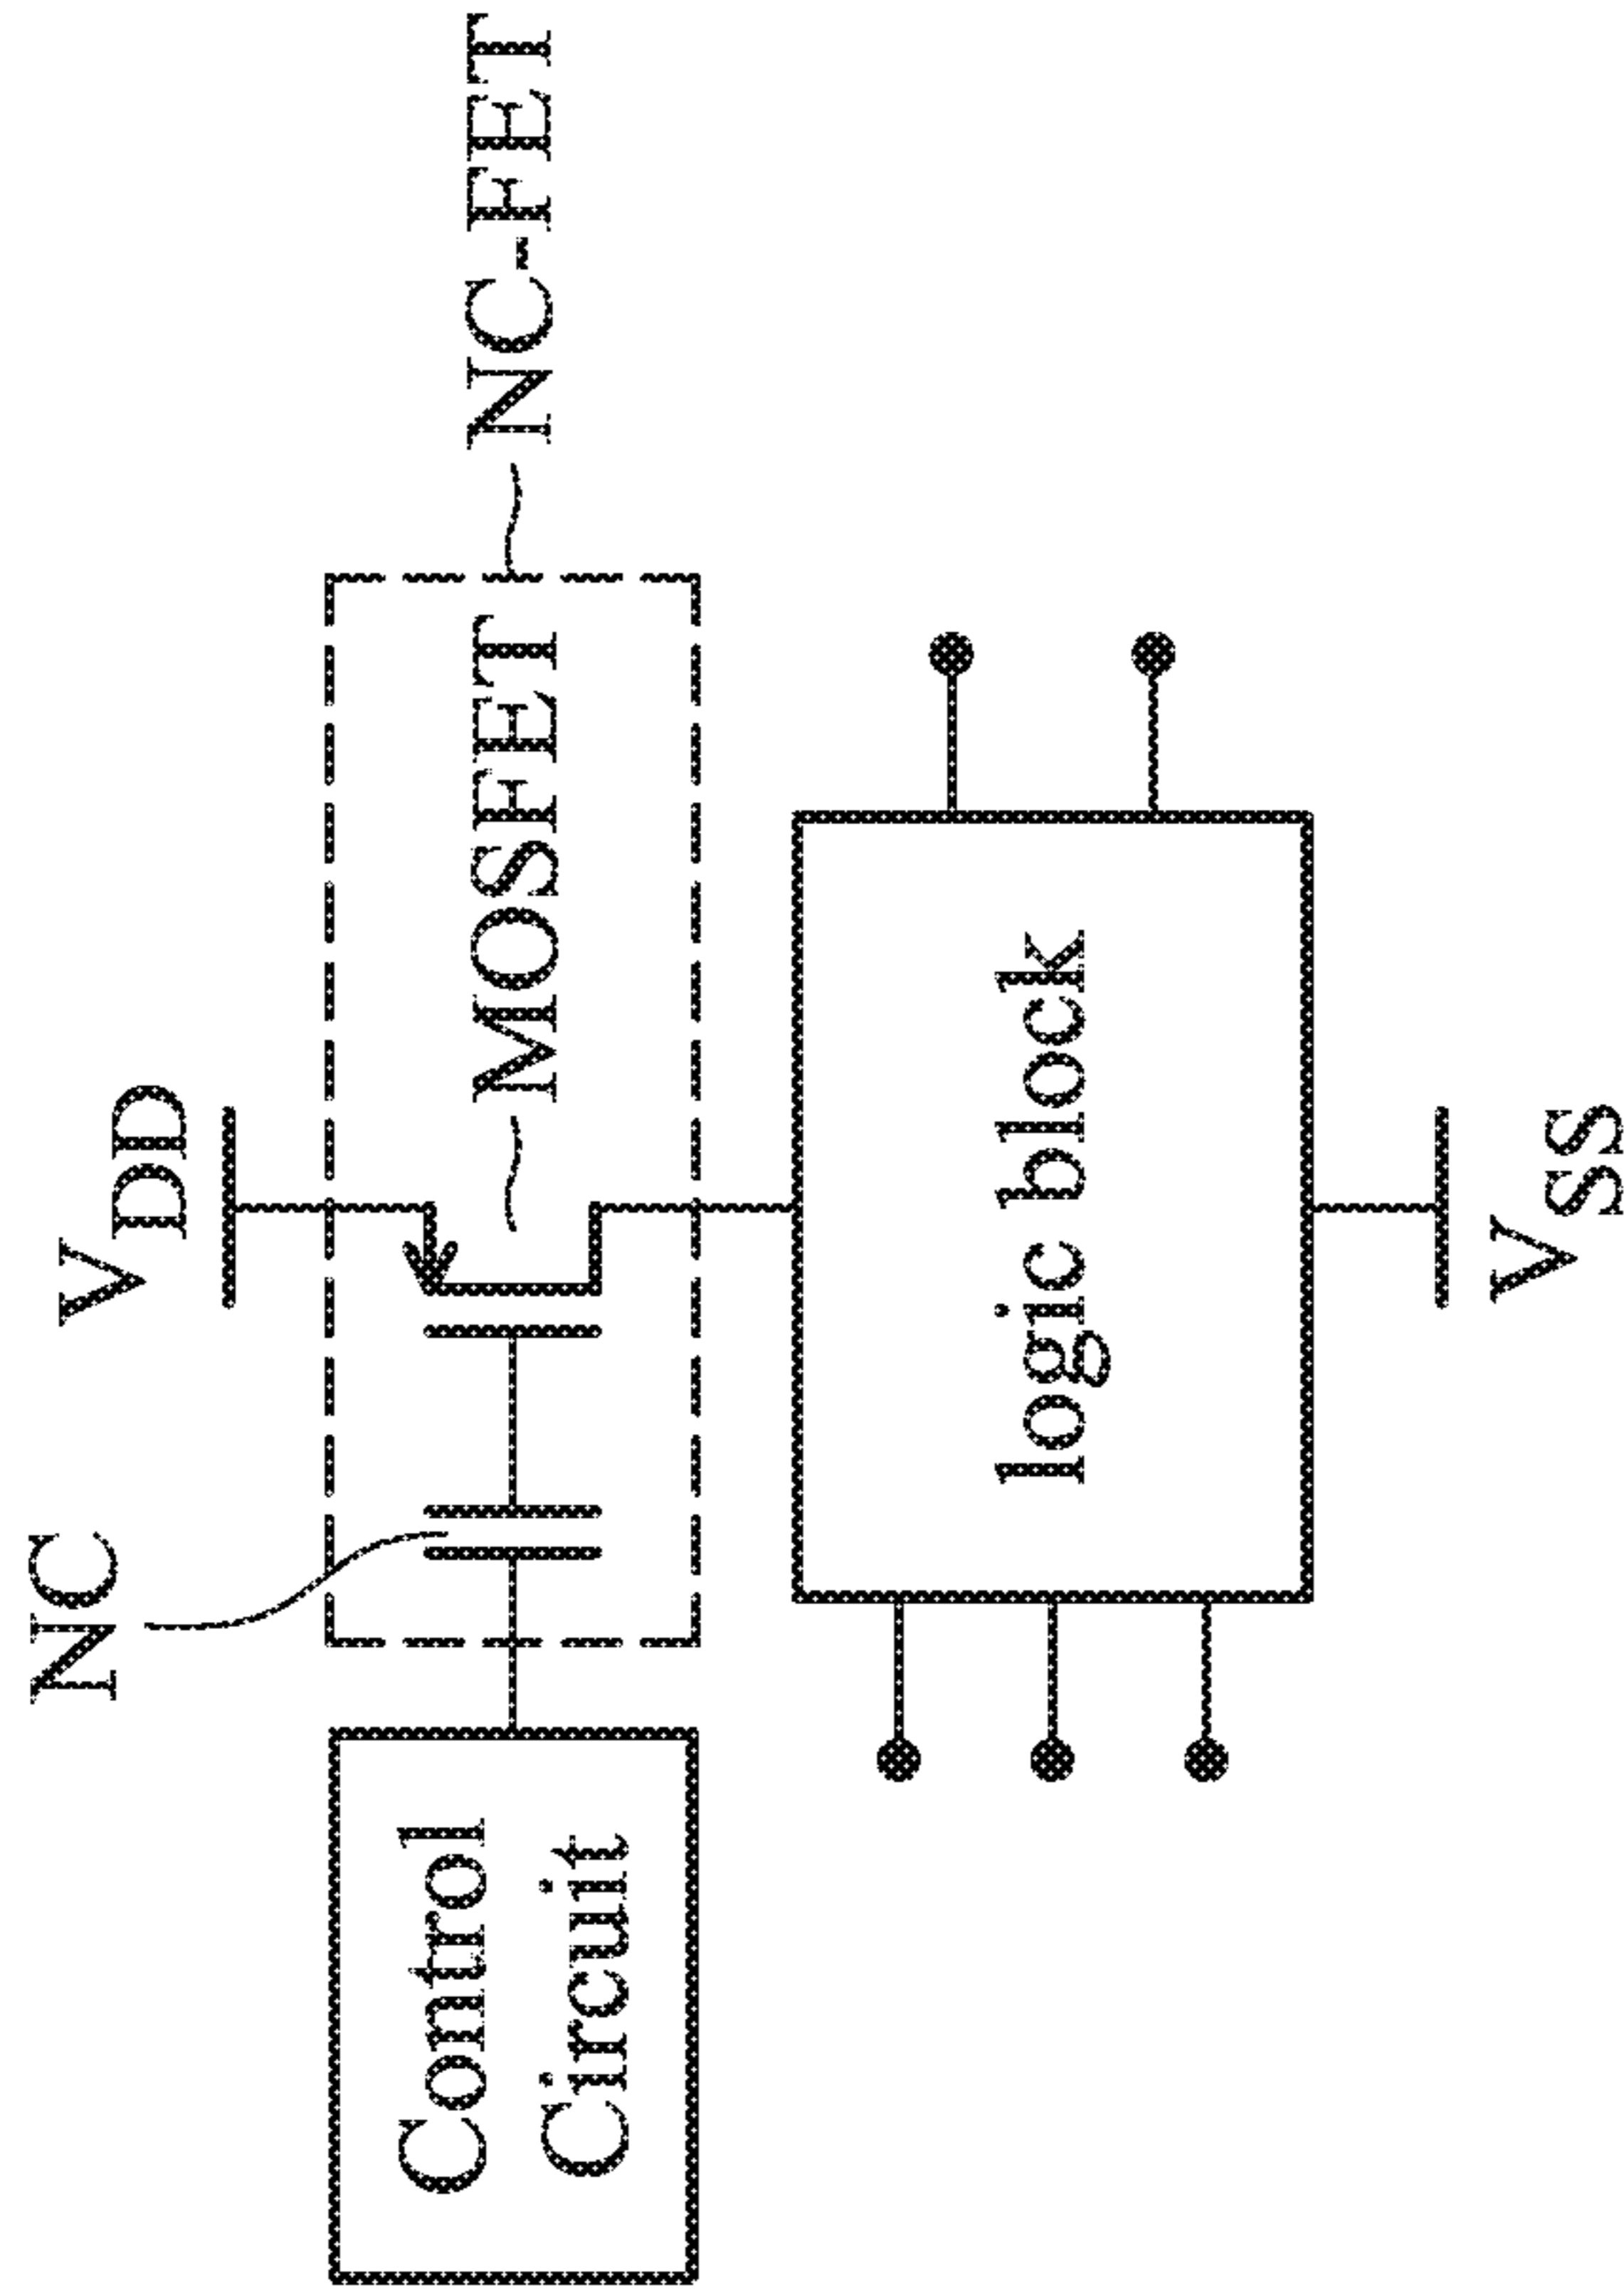 NC
VDD
Control
Circuit
MOSFET
NC-FET
logic block
VSS